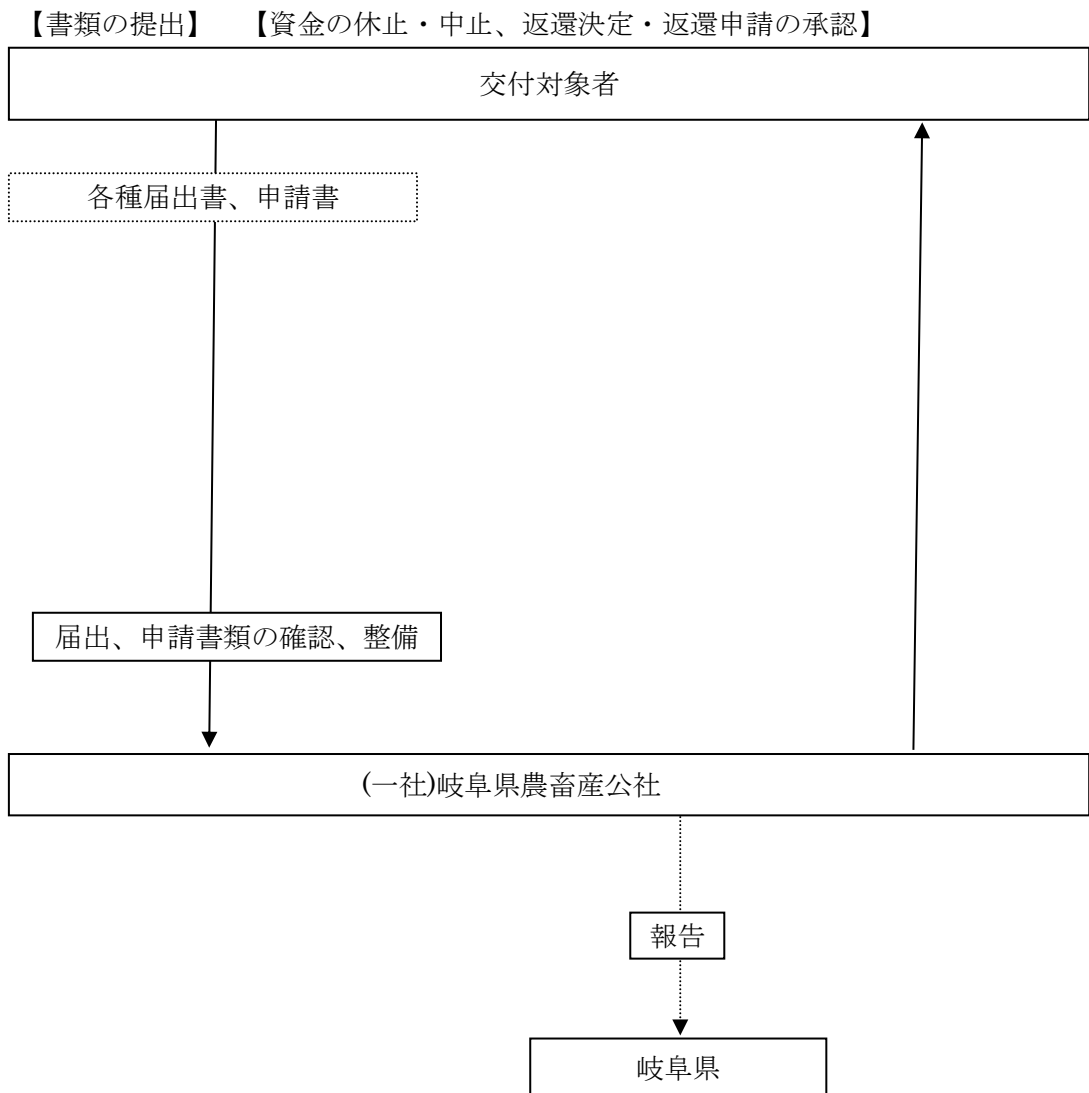 【書類の提出】 【資金の休止・中止、返還決定・返還申請の承認】
交付対象者
各種届出書、申請書
届出、申請書類の確認、整備
(一社)岐阜県農畜産公社
報告
岐阜県